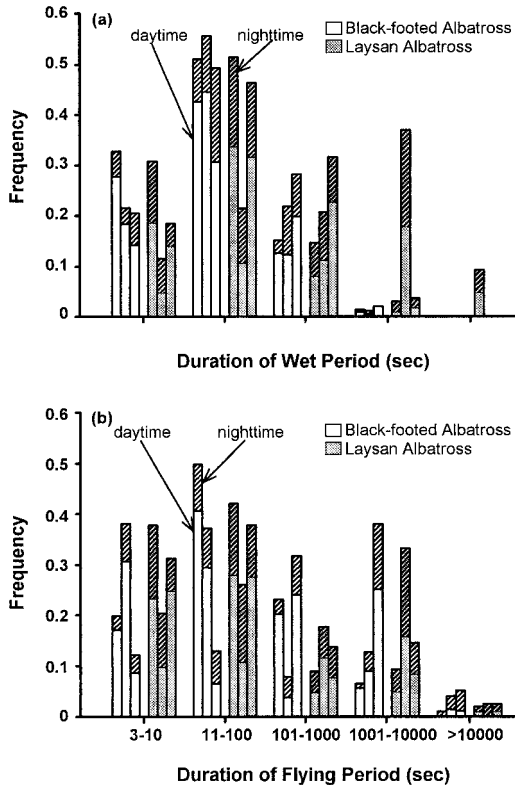 (a)
Black-footed Albatross
Laysan Albatross
daytime
nighttime
Frequency
0.6
0.5
0.4
0.3
0.2
0.1
0
Duration of Wet Period (sec)
(b)
Black-footed Albatross
Laysan Albatross
daytime
nighttime
Frequency
0.6
0.5
0.4
0.3
0.2
0.1
0
3-10 11-100 101-1000 1001-10000 >10000
Duration of Flying Period (sec)